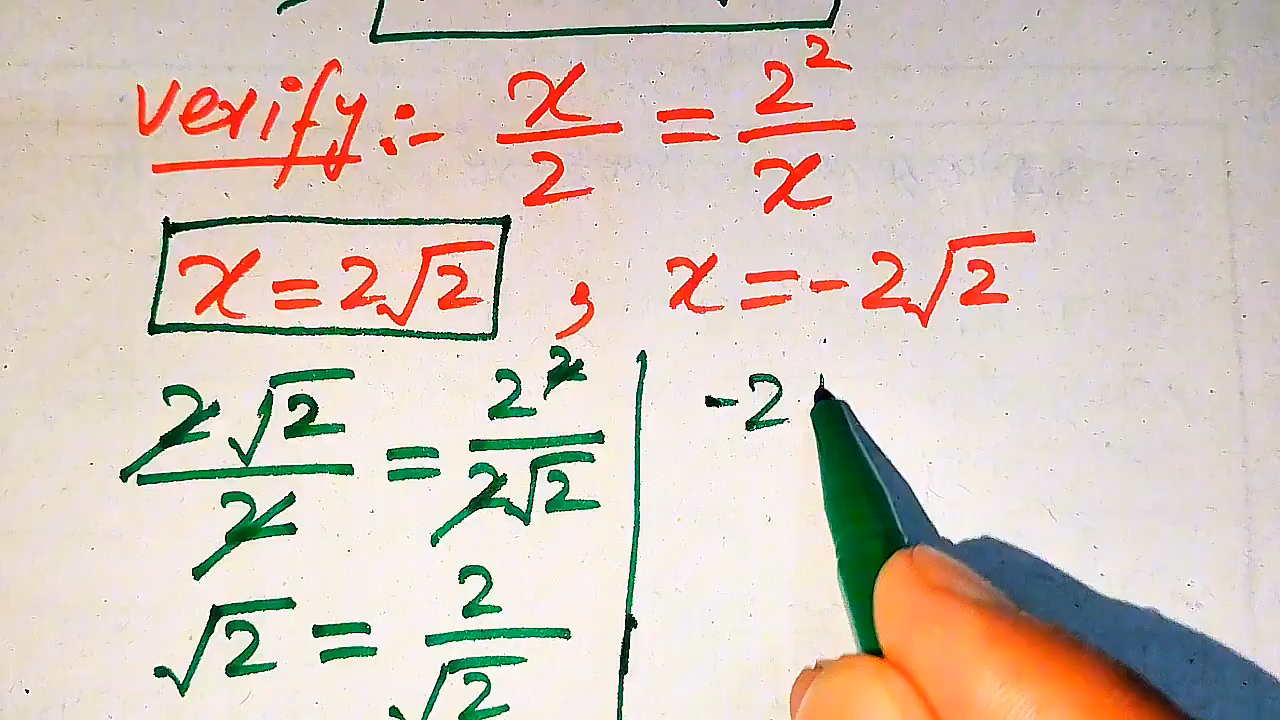 verify :- x/2 = 2²/x
x = 2√2 , x = -2√2
2√2/2 = 2²/2√2
-2
√2 = 2/√2